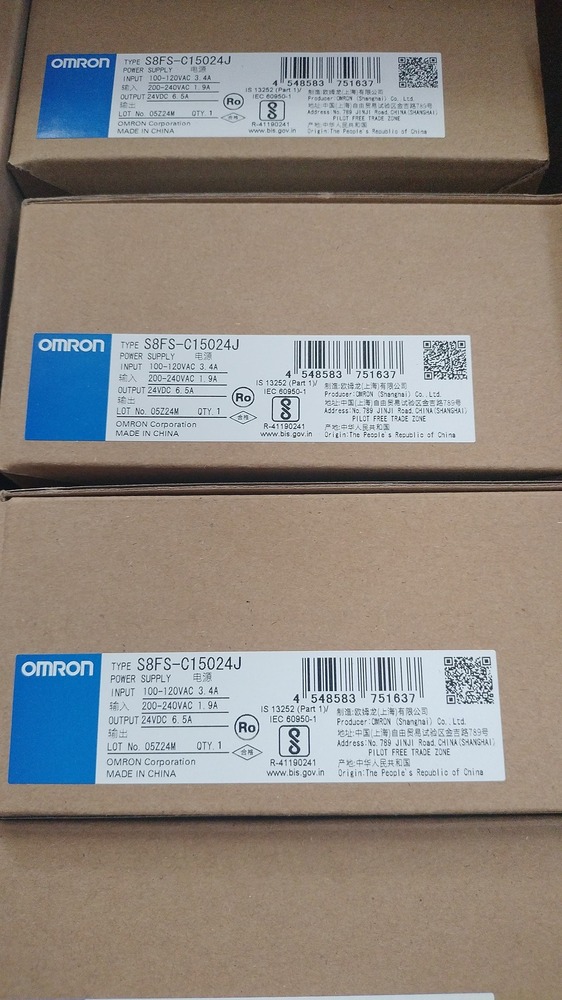 OMRON
TYPE S8FS-C15024J
POWER SUPPLY 电源
INPUT 100-120VAC 3.4A
输入 200-240VAC 1.9A
OUTPUT 24VDC 6.5A
输出
LOT No. 05Z24M QTY.1
OMRON Corporation
MADE IN CHINA
Ro
合格
4 548583 751637
IS 13252 (Part 1)/
IEC 60950-1
R-41190241
www.bis.gov.in
制造:欧姆龙(上海)有限公司
Producer:OMRON (Shanghai) Co. Ltd.
地址:中国(上海)自由贸易试验区金吉路789号
Address:No.789 JINJI Road,CHINA(SHANGHAI)
PILOT FREE TRADE ZONE
产地:中华人民共和国
Origin:The People's Republic of China
OMRON
TYPE S8FS-C15024J
POWER SUPPLY 电源
INPUT 100-120VAC 3.4A
输入 200-240VAC 1.9A
OUTPUT 24VDC 6.5A
输出
LOT No. 05Z24M QTY.1
OMRON Corporation
MADE IN CHINA
Ro
合格
4 548583 751637
IS 13252 (Part 1)/
IEC 60950-1
R-41190241
www.bis.gov.in
制造:欧姆龙(上海)有限公司
Producer:OMRON (Shanghai) Co..Ltd.
地址:中国(上海)自由贸易试验区金吉路789号
Address:No.789 JINJI Road,CHINA(SHANGHAI)
PILOT FREE TRADE ZONE
产地:中华人民共和国
Origin:The People's Republic of China
OMRON
TYPE S8FS-C15024J
POWER SUPPLY 电源
INPUT 100-120VAC 3.4A
输入 200-240VAC 1.9A
OUTPUT 24VDC 6.5A
输出
LOT No. 05Z24M QTY.1
OMRON Corporation
MADE IN CHINA
Ro
合格
4 548583 751637
IS 13252 (Part 1)/
IEC 60950-1
R-41190241
www.bis.gov.in
制造:欧姆龙(上海)有限公司
Producer:OMRON (Shanghai) Co..Ltd.
地址:中国(上海)自由贸易试验区金吉路789号
Address:No.789 JINJI Road,CHINA(SHANGHAI)
PILOT FREE TRADE ZONE
产地:中华人民共和国
Origin:The People's Republic of China